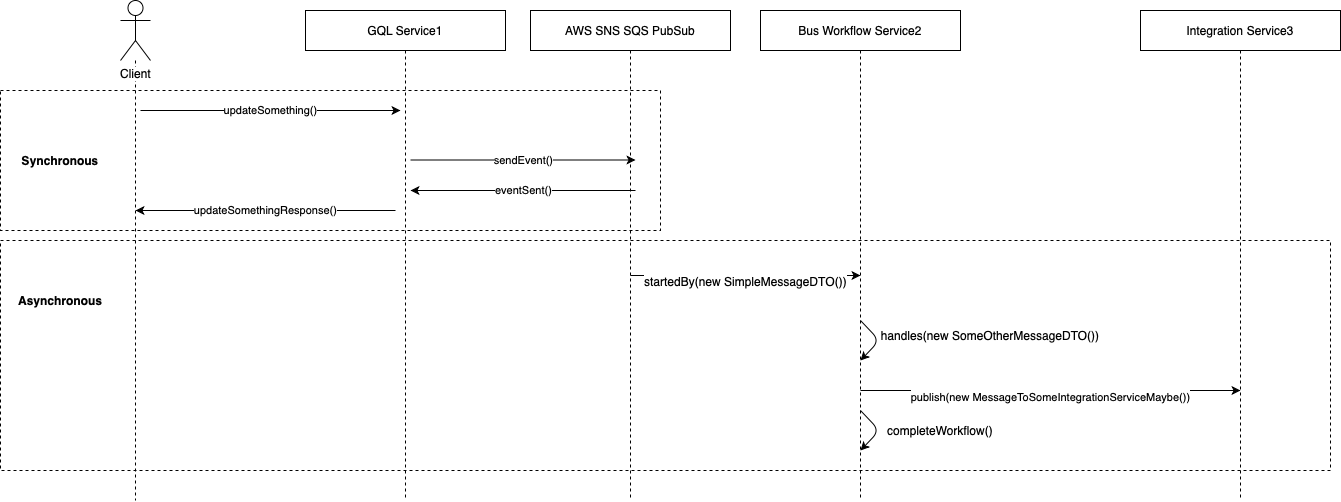 GQL Service1
AWS SNS SQS PubSub
Bus Workflow Service2
Integration Service3
Client
updateSomething()
Synchronous
sendEvent()
eventSent()
updateSomethingResponse()
startedBy(new SimpleMessageDTO())
Asynchronous
handles(new SomeOtherMessageDTO())
publish(new MessageToSomeIntegrationServiceMaybe())
completeWorkflow()